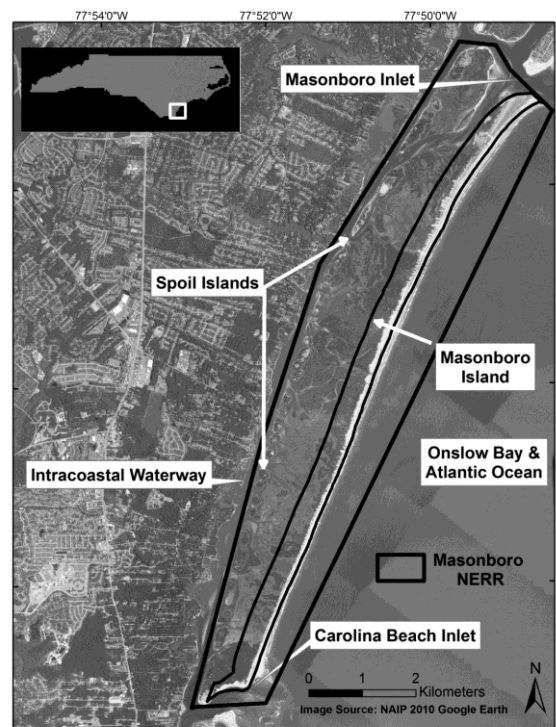 77°54'0"W 77°52'0"W 77°50'0"W
Masonboro Inlet
Spoil Islands
Masonboro
Island
Onslow Bay &
Atlantic Ocean
Intracoastal Waterway
Masonboro
NERR
Carolina Beach Inlet
0 1 2
Kilometers
N
Image Source: NAIP 2010 Google Earth